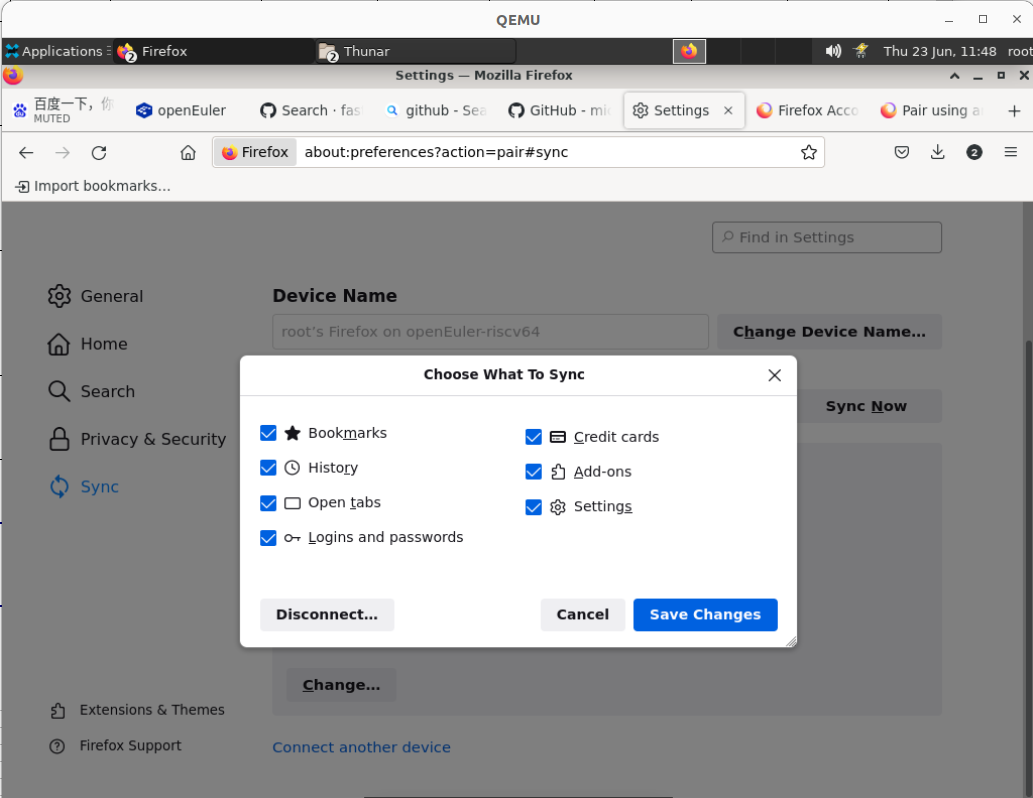 QEMU
Applications Firefox Thunar Thu 23 Jun, 11:48 root
2 2
Settings — Mozilla Firefox
百度一下，你 MUTED openEuler Search · fas github - Sea GitHub - mi Settings Firefox Acco Pair using a
Firefox about:preferences?action=pair#sync 2
Import bookmarks...
Find in Settings
General
Home
Search
Privacy & Security
Sync
Extensions & Themes
Firefox Support
Device Name
root's Firefox on openEuler-riscv64 Change Device Name...
Sync Now
Choose What To Sync
Bookmarks
History
Open tabs
Logins and passwords
Credit cards
Add-ons
Settings
Disconnect... Cancel Save Changes
Change...
Connect another device